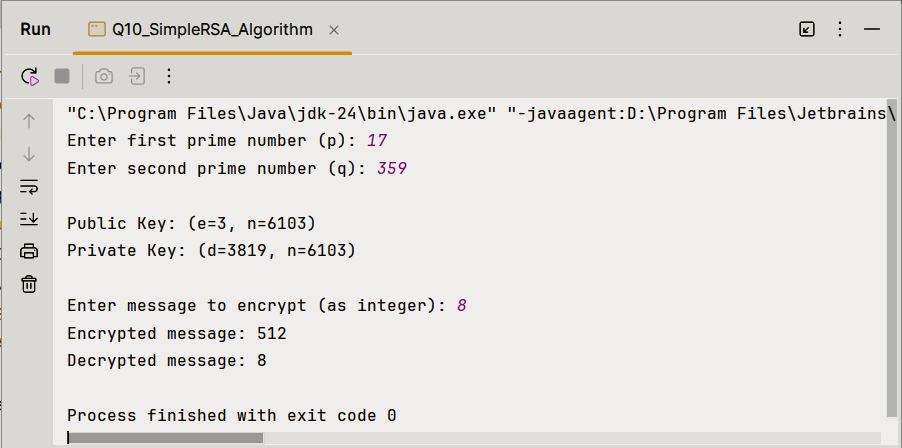 Run Q10_SimpleRSA_Algorithm
"C:\Program Files\Java\jdk-24\bin\java.exe" "-javaagent:D:\Program Files\Jetbrains\
Enter first prime number (p): 17
Enter second prime number (q): 359
Public Key: (e=3, n=6103)
Private Key: (d=3819, n=6103)
Enter message to encrypt (as integer): 8
Encrypted message: 512
Decrypted message: 8
Process finished with exit code 0